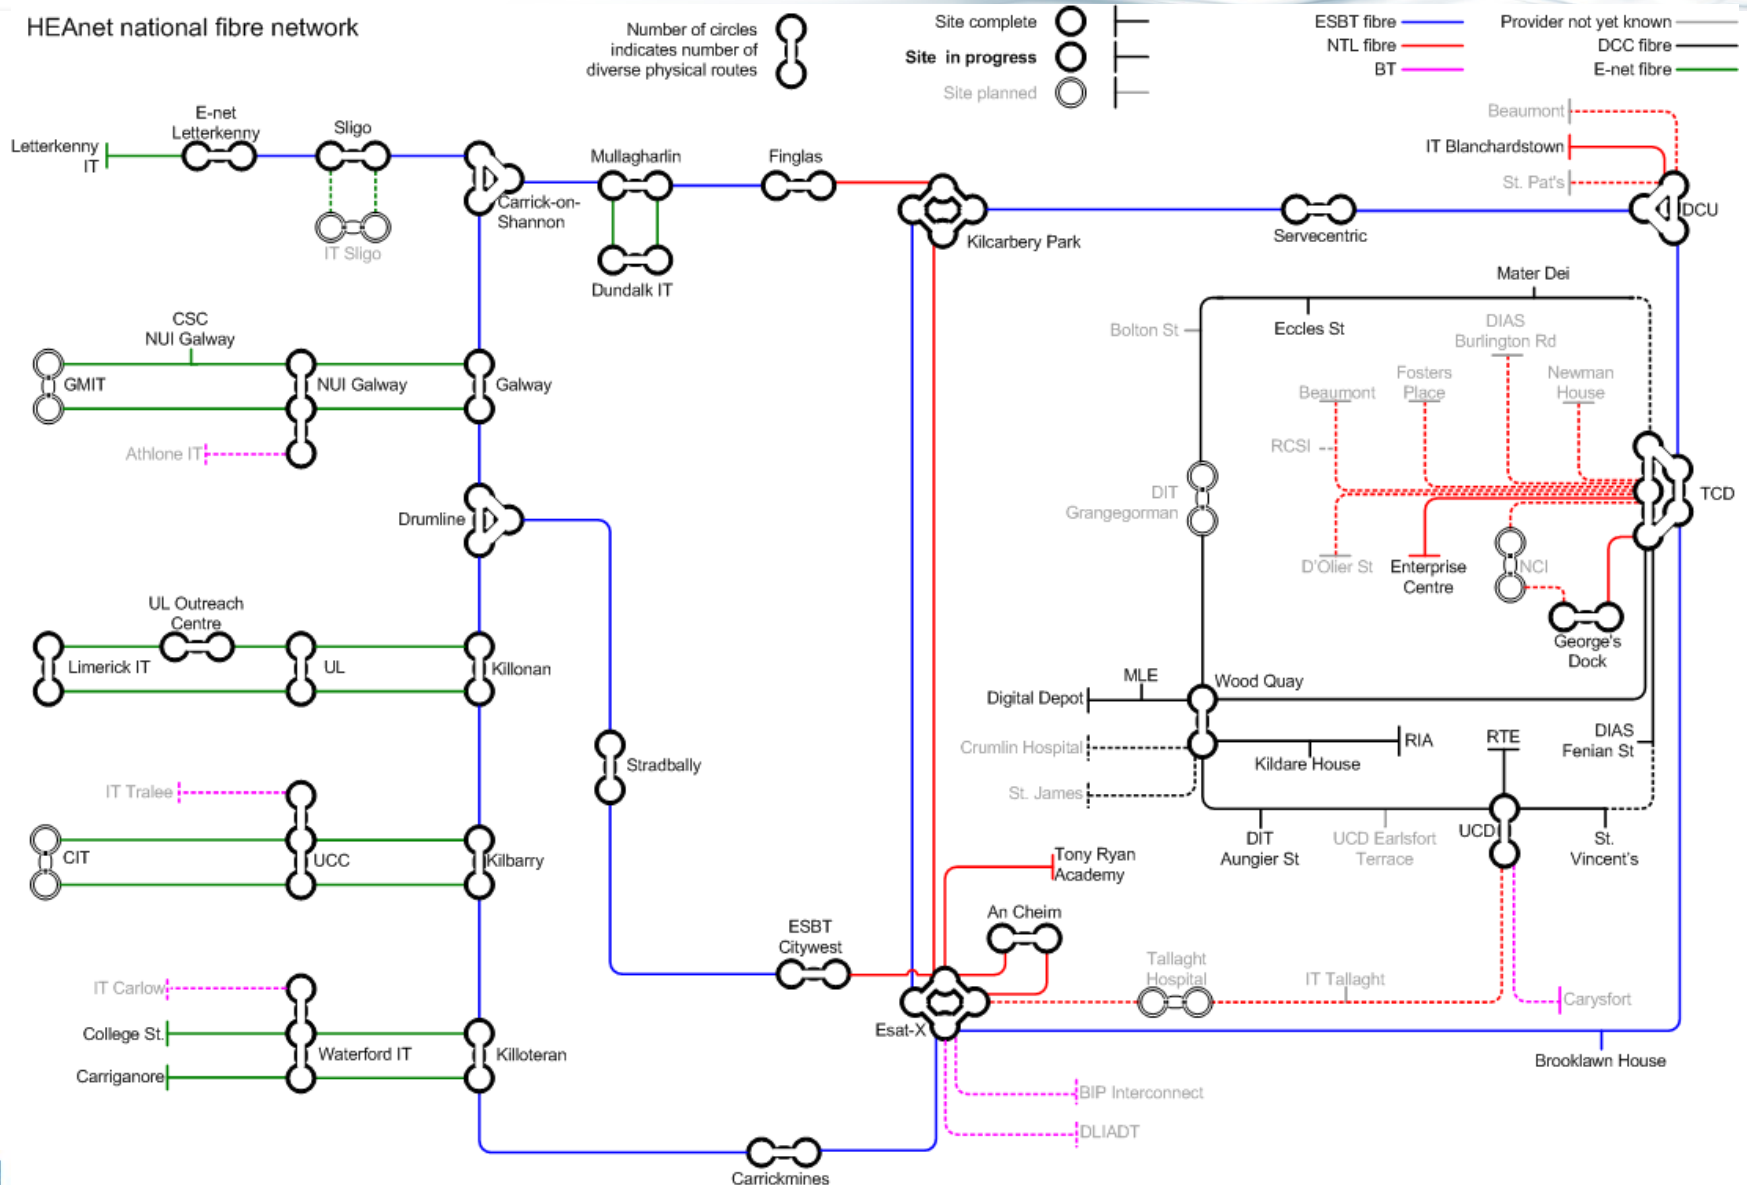 HEAnet national fibre network
Number of circles
indicates number of
diverse physical routes
Site complete
Site in progress
Site planned
ESBT fibre
NTL fibre
BT
Provider not yet known
DCC fibre
E-net fibre
Letterkenny
IT
E-net
Letterkenny
Sligo
IT Sligo
Carrick-on-
Shannon
Mullagharlin
Dundalk IT
Finglas
Kilcarbery Park
Servecentric
Beaumont
IT Blanchardstown
St. Pat's
DCU
CSC
NUI Galway
GMIT
NUI Galway
Galway
Athlone IT
Drumline
UL Outreach
Centre
Limerick IT
UL
Killonan
Stradbally
IT Tralee
CIT
UCC
Kilbarry
IT Carlow
College St.
Carriganore
Waterford IT
Killoteran
Carrickmines
ESBT
Citywest
Esat-X
Tony Ryan
Academy
An Cheim
BIP Interconnect
DLIADT
Tallaght
Hospital
IT Tallaght
Carysfort
Brooklawn House
Mater Dei
Eccles St
Bolton St
DIAS
Burlington Rd
Fosters
Place
Newman
House
Beaumont
RCSI
DIT
Grangegorman
TCD
D'Olier St
Enterprise
Centre
NCI
George's
Dock
MLE
Wood Quay
Digital Depot
Crumlin Hospital
St. James
RIA
Kildare House
RTE
DIAS
Fenian St
DIT
Aungier St
UCD Earlsfort
Terrace
UCD
St.
Vincent's